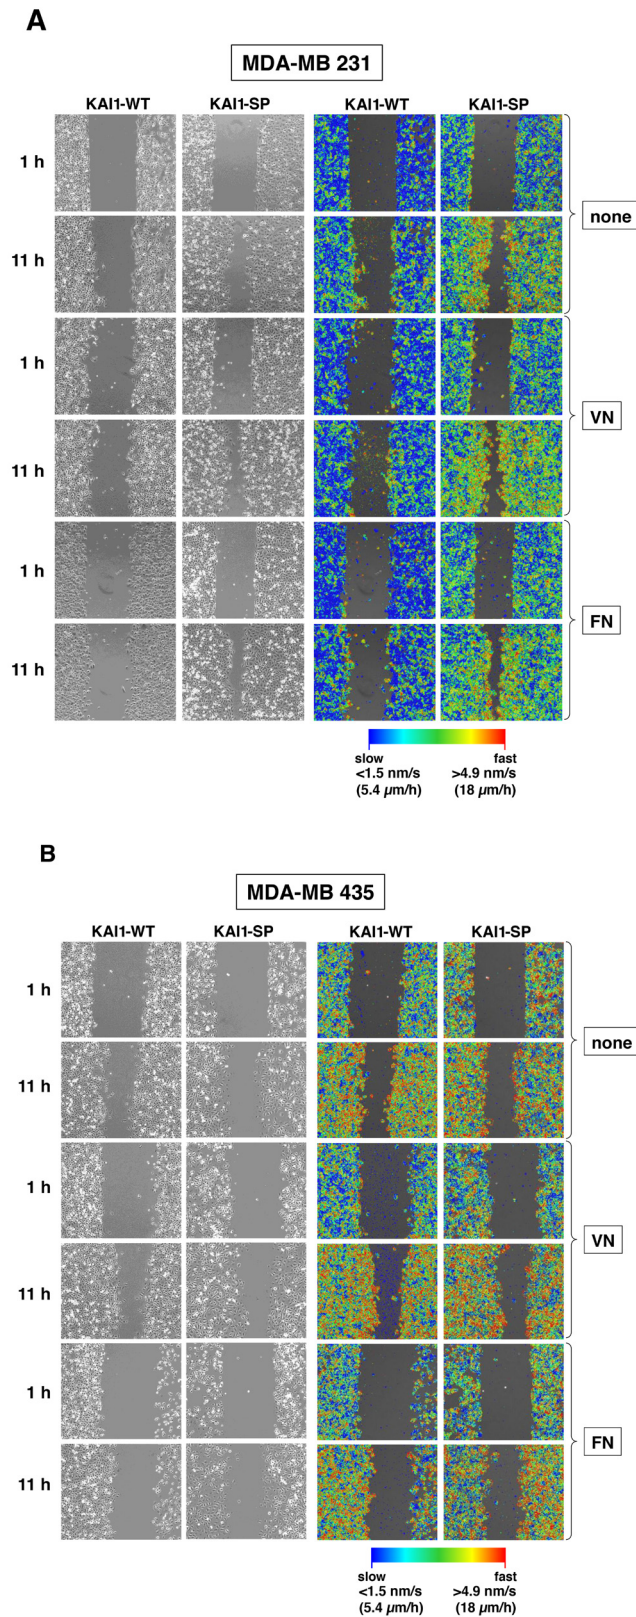 A
MDA-MB 231
KAI1-WT KAI1-SP KAI1-WT KAI1-SP
1 h
none
11 h
1 h
VN
11 h
1 h
FN
11 h
slow fast
<1.5 nm/s >4.9 nm/s
(5.4 µm/h) (18 µm/h)
B
MDA-MB 435
KAI1-WT KAI1-SP KAI1-WT KAI1-SP
1 h
none
11 h
1 h
VN
11 h
1 h
FN
11 h
slow fast
<1.5 nm/s >4.9 nm/s
(5.4 µm/h) (18 µm/h)